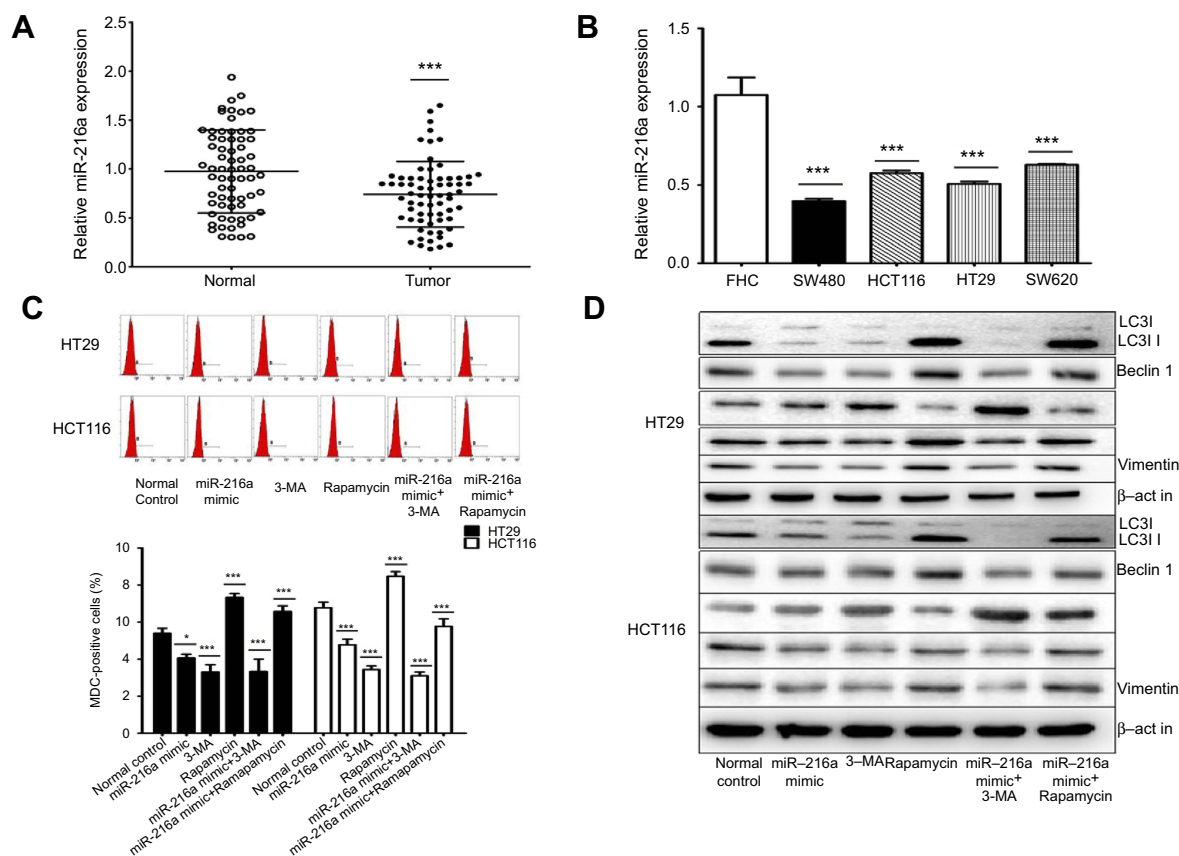 A
Relative miR-216a expression
2.5
2.0
1.5
1.0
0.5
0.0
***
Normal
Tumor
B
Relative miR-216a expression
1.5
1.0
0.5
0.0
***
***
***
***
FHC
SW480
HCT116
HT29
SW620
C
HT29
HCT116
Normal
Control
miR-216a
mimic
3-MA
Rapamycin
miR-216a
mimic+
3-MA
miR-216a
mimic+
Rapamycin
HT29
HCT116
MDC-positive cells (%)
10
8
10
4
2
0
*
***
***
***
***
***
***
***
***
***
Normal control
miR-216a mimic
3-MA
Rapamycin
miR-216a mimic+3-MA
miR-216a mimic+Ramapamycin
Normal control
miR-216a mimic
3-MA
Rapamycin
miR-216a mimic+3-MA
miR-216a mimic+Rapamycin
D
HT29
LC3I
LC3I I
Beclin 1
Vimentin
β–act in
HCT116
LC3I
LC3I I
Beclin 1
Vimentin
β–act in
Normal
control
miR–216a
mimic
3–MA
Rapamycin
miR–216a
mimic+
3–MA
miR–216a
mimic+
Rapamycin